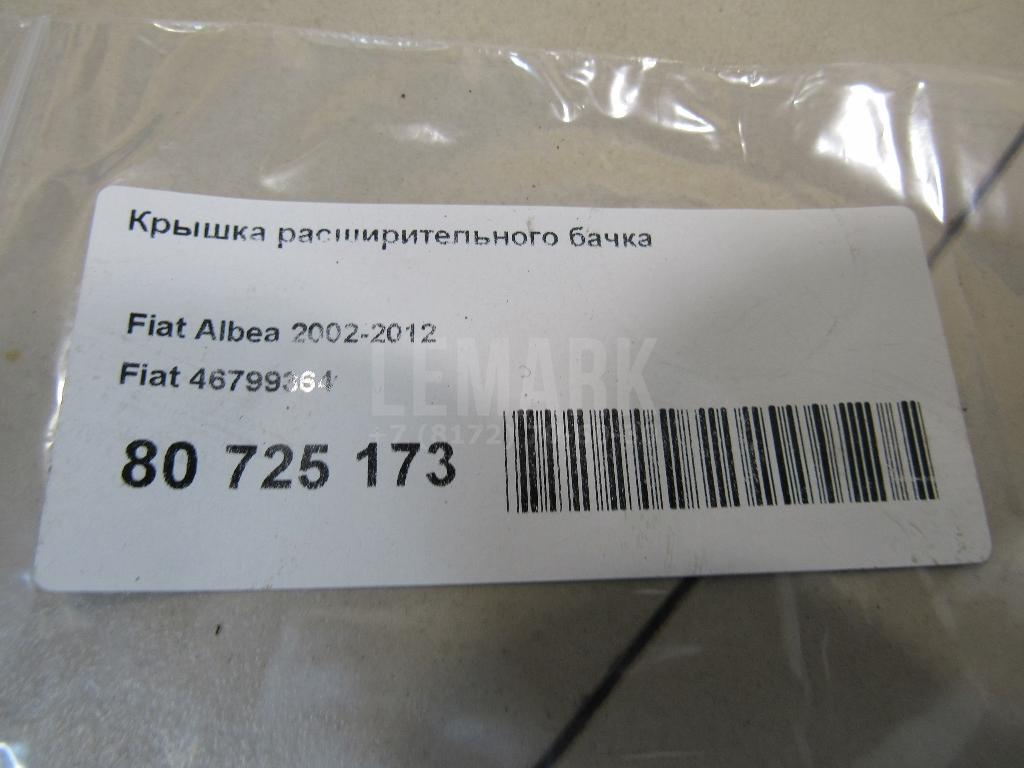 Крышка расширительного бачка
Fiat Albea 2002-2012
Fiat 46799364
LEMARK
80 725 173